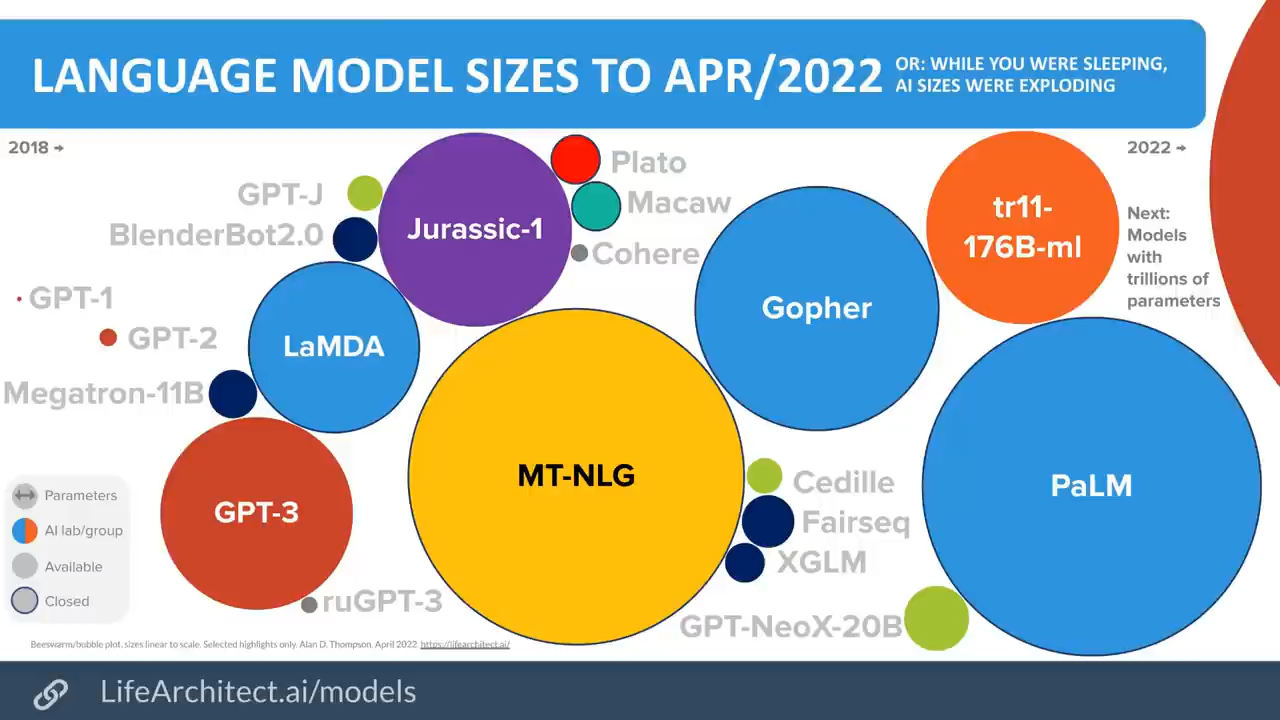 LANGUAGE MODEL SIZES TO APR/2022
OR: WHILE YOU WERE SLEEPING,
AI SIZES WERE EXPLODING
2018 →
2022 →
Plato
GPT-J
Macaw
Jurassic-1
tr11-
176B-ml
Next:
Models
with
trillions of
parameters
BlenderBot2.0
Cohere
GPT-1
Gopher
GPT-2
LaMDA
Megatron-11B
MT-NLG
Cedille
PaLM
Parameters
GPT-3
Fairseq
AI lab/group
XGLM
Available
Closed
ruGPT-3
GPT-NeoX-20B
Beeswarm/bubble plot, sizes linear to scale. Selected highlights only. Alan D. Thompson. April 2022. https://lifearchitect.ai/
LifeArchitect.ai/models